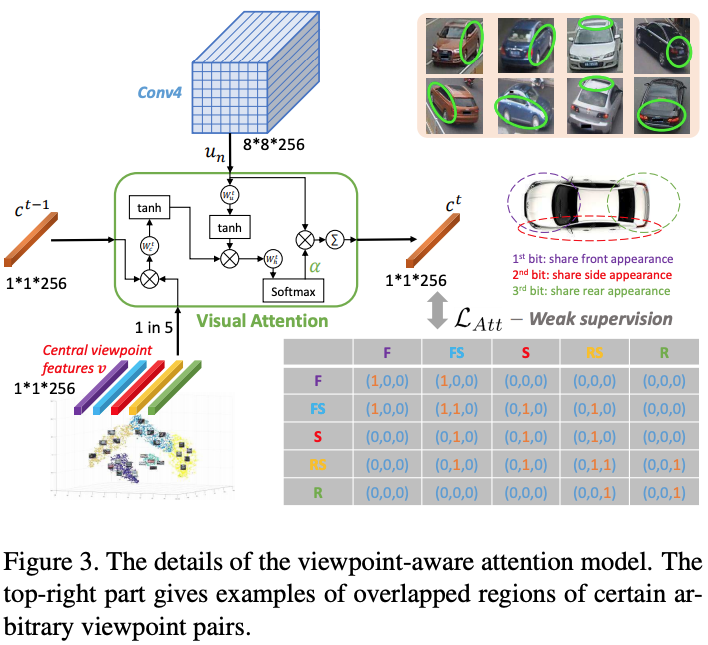 Conv4
u_n
8*8*256
c^{t-1}
1*1*256
tanh
W_c^t
W_u^t
tanh
W_h^t
α
Softmax
Σ
c^t
1*1*256
Visual Attention
1 in 5
1st bit: share front appearance
2nd bit: share side appearance
3rd bit: share rear appearance
L_Att – Weak supervision
Central viewpoint
features v
1*1*256
F FS S RS R
F (1,0,0) (1,0,0) (0,0,0) (0,0,0) (0,0,0)
FS (1,0,0) (1,1,0) (0,1,0) (0,1,0) (0,0,0)
S (0,0,0) (0,1,0) (0,1,0) (0,1,0) (0,0,0)
RS (0,0,0) (0,1,0) (0,1,0) (0,1,1) (0,0,1)
R (0,0,0) (0,0,0) (0,0,0) (0,0,1) (0,0,1)
Figure 3. The details of the viewpoint-aware attention model. The
top-right part gives examples of overlapped regions of certain ar-
bitrary viewpoint pairs.